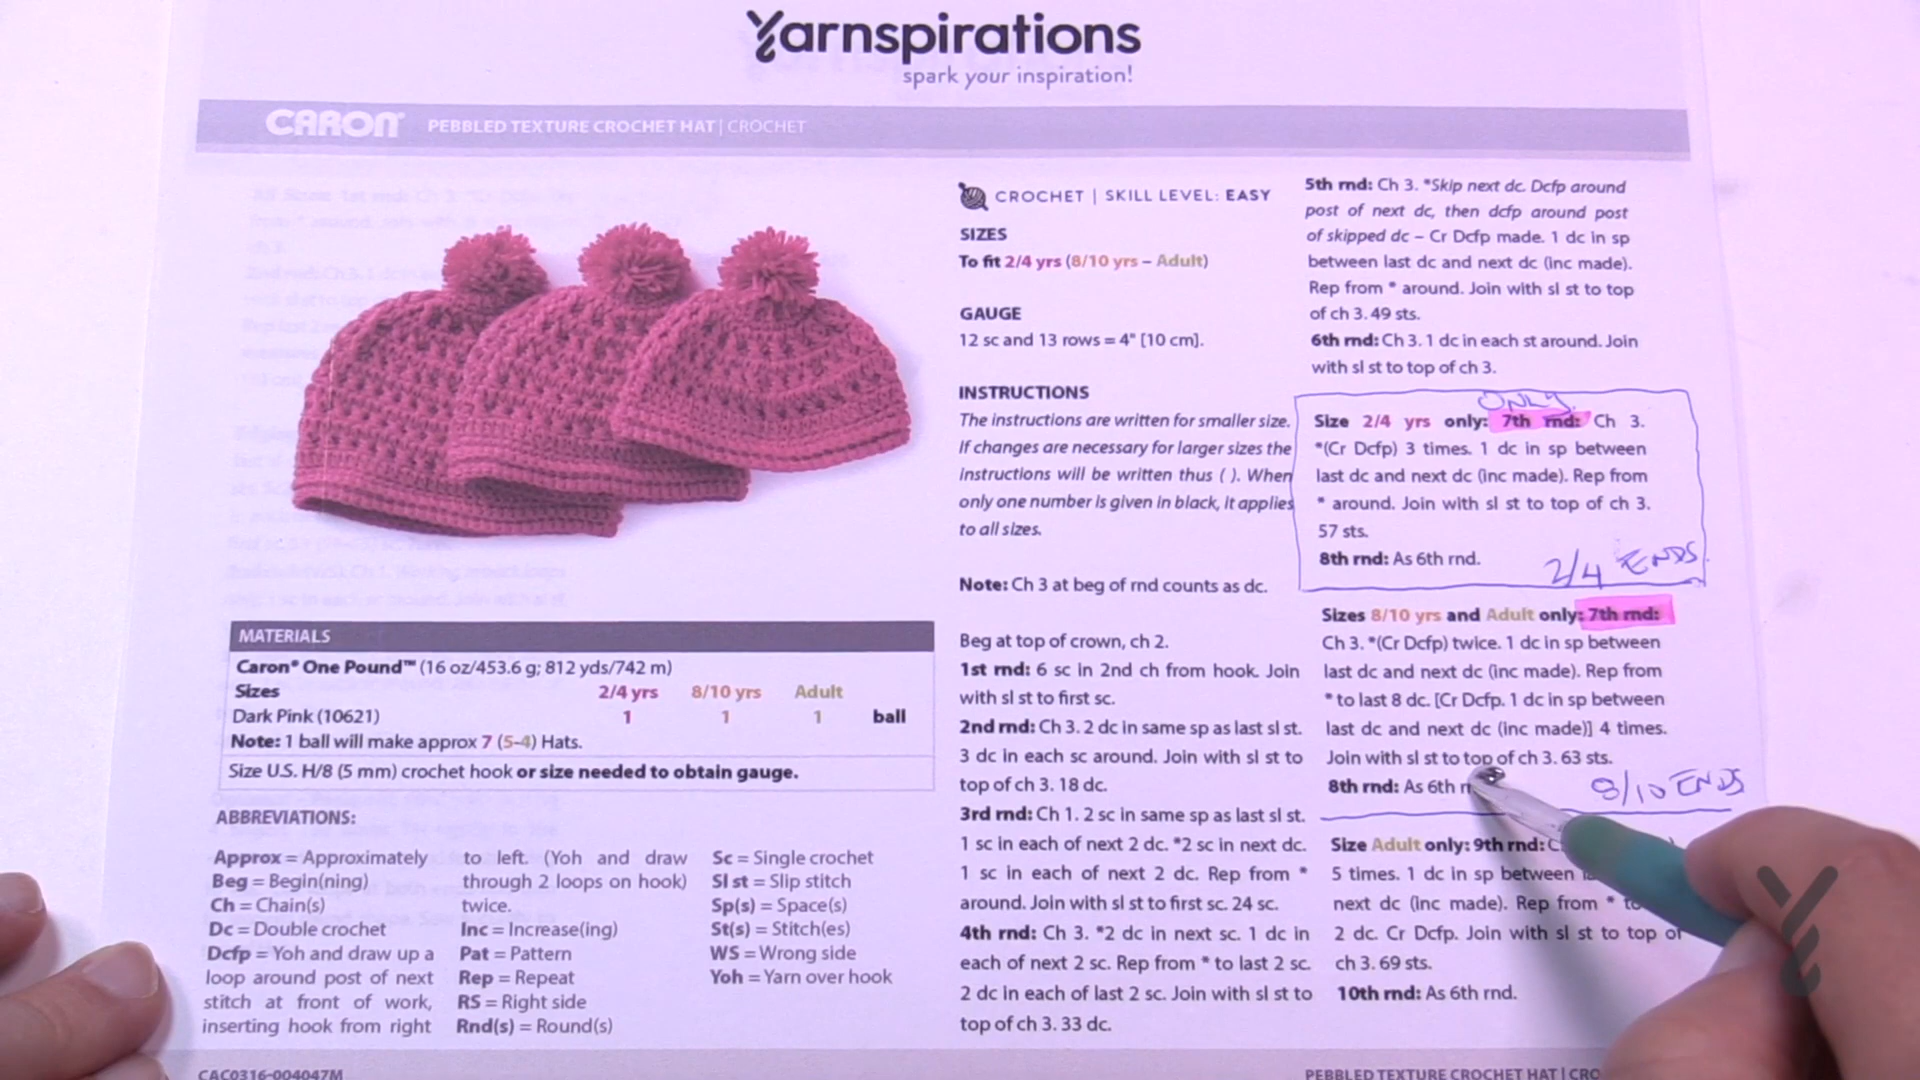 Yarnspirations
spark your inspiration!
CARON® PEBBLED TEXTURE CROCHET HAT | CROCHET
CROCHET | SKILL LEVEL: EASY
SIZES
To fit 2/4 yrs (8/10 yrs – Adult)
GAUGE
12 sc and 13 rows = 4" [10 cm].
INSTRUCTIONS
The instructions are written for smaller size.
If changes are necessary for larger sizes the
instructions will be written thus ( ). When
only one number is given in black, it applies
to all sizes.
Note: Ch 3 at beg of rnd counts as dc.
Beg at top of crown, ch 2.
1st rnd: 6 sc in 2nd ch from hook. Join
with sl st to first sc.
2nd rnd: Ch 3. 2 dc in same sp as last sl st.
3 dc in each sc around. Join with sl st to
top of ch 3. 18 dc.
3rd rnd: Ch 1. 2 sc in same sp as last sl st.
1 sc in each of next 2 dc. *2 sc in next dc.
1 sc in each of next 2 dc. Rep from *
around. Join with sl st to first sc. 24 sc.
4th rnd: Ch 3. *2 dc in next sc. 1 dc in
each of next 2 sc. Rep from * to last 2 sc.
2 dc in each of last 2 sc. Join with sl st to
top of ch 3. 33 dc.
5th rnd: Ch 3. *Skip next dc. Dcfp around
post of next dc, then dcfp around post
of skipped dc – Cr Dcfp made. 1 dc in sp
between last dc and next dc (inc made).
Rep from * around. Join with sl st to top
of ch 3. 49 sts.
6th rnd: Ch 3. 1 dc in each st around. Join
with sl st to top of ch 3.
ONLY
Size 2/4 yrs only: 7th rnd: Ch 3.
*(Cr Dcfp) 3 times. 1 dc in sp between
last dc and next dc (inc made). Rep from
* around. Join with sl st to top of ch 3.
57 sts.
8th rnd: As 6th rnd.
2/4 ENDS
Sizes 8/10 yrs and Adult only: 7th rnd:
Ch 3. *(Cr Dcfp) twice. 1 dc in sp between
last dc and next dc (inc made). Rep from
* to last 8 dc. [Cr Dcfp. 1 dc in sp between
last dc and next dc (inc made)] 4 times.
Join with sl st to top of ch 3. 63 sts.
8th rnd: As 6th
8/10 ENDS
Size Adult only: 9th rnd:
5 times. 1 dc in sp between
next dc (inc made). Rep from *
2 dc. Cr Dcfp. Join with sl st to top of
ch 3. 69 sts.
10th rnd: As 6th rnd.
MATERIALS
Caron® One Pound™ (16 oz/453.6 g; 812 yds/742 m)
Sizes 2/4 yrs 8/10 yrs Adult
Dark Pink (10621) 1 1 1 ball
Note: 1 ball will make approx 7 (5-4) Hats.
Size U.S. H/8 (5 mm) crochet hook or size needed to obtain gauge.
ABBREVIATIONS:
Approx = Approximately
Beg = Begin(ning)
Ch = Chain(s)
Dc = Double crochet
Dcfp = Yoh and draw up a
loop around post of next
stitch at front of work,
inserting hook from right
to left. (Yoh and draw
through 2 loops on hook)
twice.
Inc = Increase(ing)
Pat = Pattern
Rep = Repeat
RS = Right side
Rnd(s) = Round(s)
Sc = Single crochet
Sl st = Slip stitch
Sp(s) = Space(s)
St(s) = Stitch(es)
WS = Wrong side
Yoh = Yarn over hook
CAC0316-004047M
PEBBLED TEXTURE CROCHET HAT | CRO